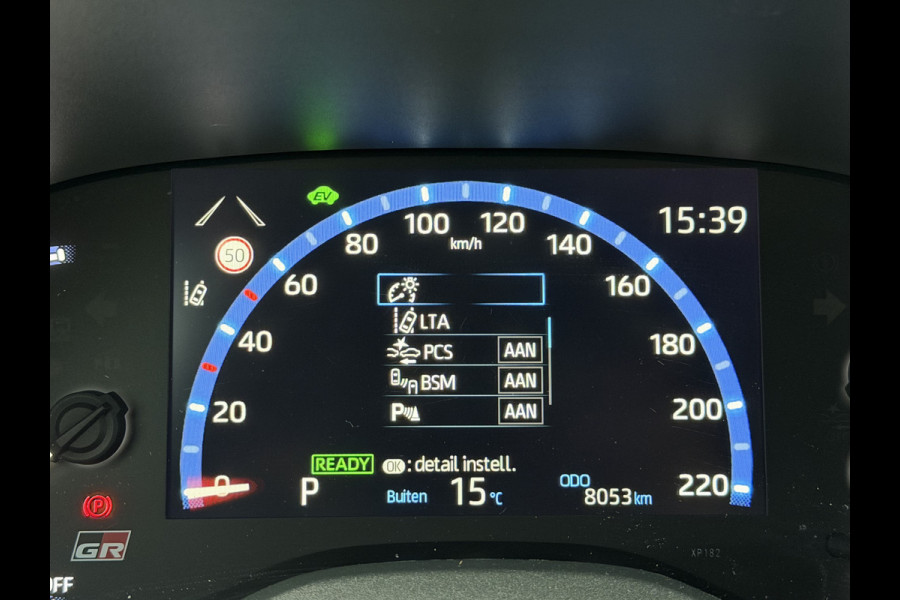 EV
100 120
15:39
80 km/h 140
50
60 160
LTA
40 180
PCS AAN
BSM AAN
20 200
P AAN
READY OK : detail instell.
0 220
P Buiten 15 °C ODO 8053 km
P
GR
XP182
OFF